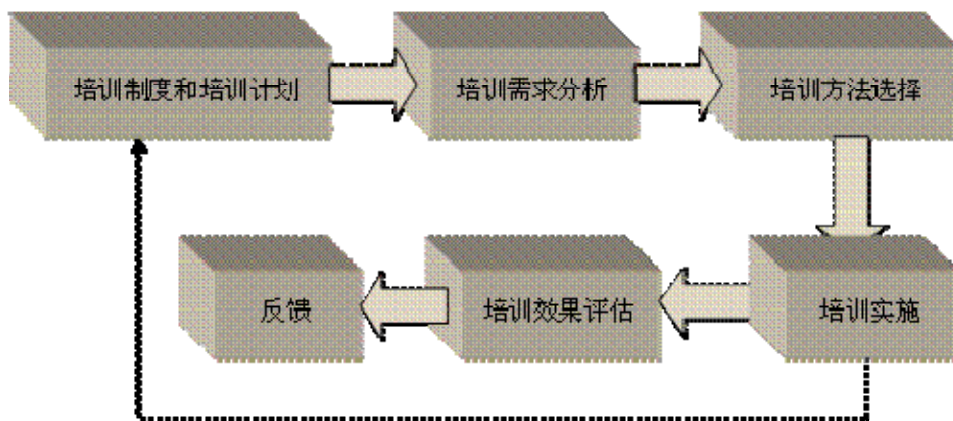 培训制度和培训计划
培训需求分析
培训方法选择
培训实施
培训效果评估
反馈